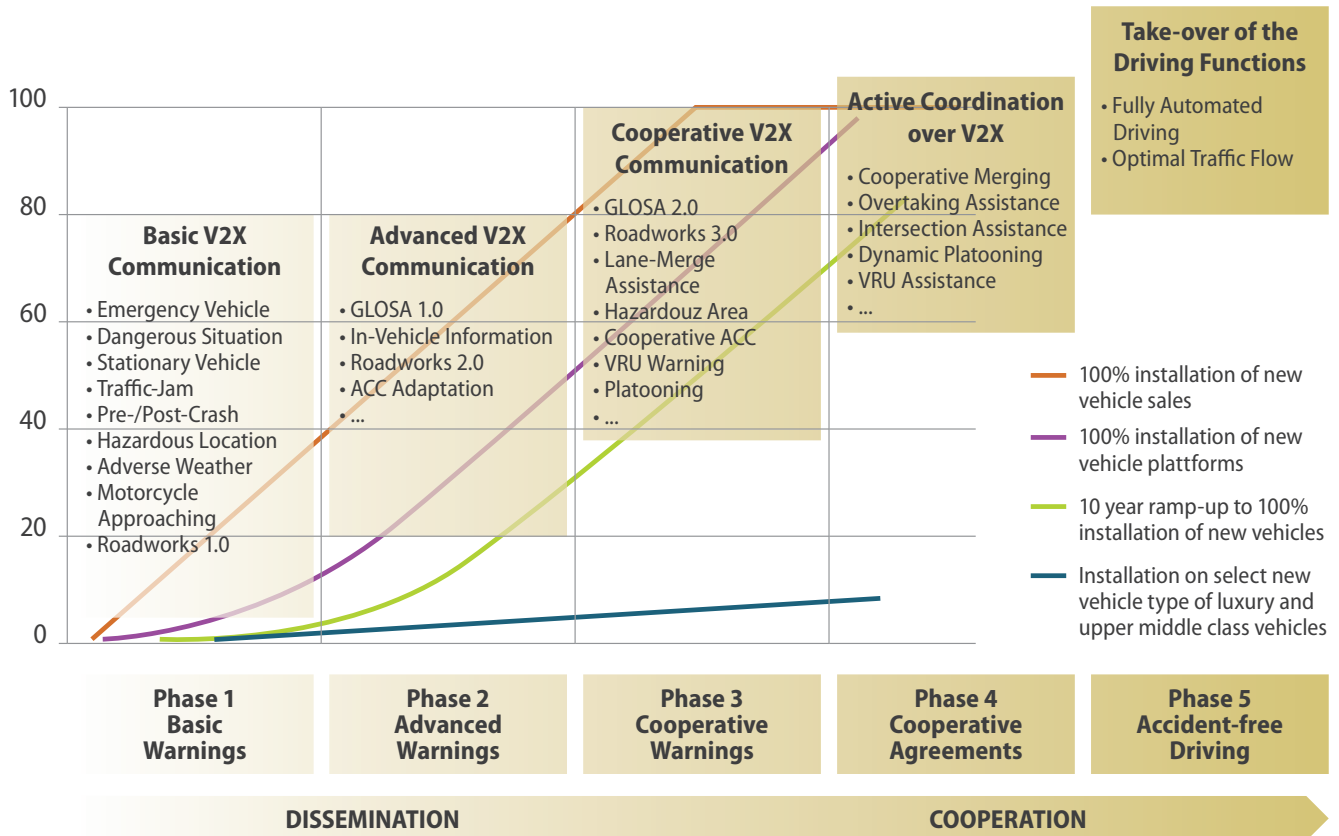 Take-over of the
Driving Functions
• Fully Automated
Driving
• Optimal Traffic Flow
100
80
60
40
20
0
Active Coordination
over V2X
• Cooperative Merging
• Overtaking Assistance
• Intersection Assistance
• Dynamic Platooning
• VRU Assistance
• ...
Cooperative V2X
Communication
• GLOSA 2.0
• Roadworks 3.0
• Lane-Merge
Assistance
• Hazardouz Area
• Cooperative ACC
• VRU Warning
• Platooning
• ...
Basic V2X
Communication
• Emergency Vehicle
• Dangerous Situation
• Stationary Vehicle
• Traffic-Jam
• Pre-/Post-Crash
• Hazardous Location
• Adverse Weather
• Motorcycle
Approaching
• Roadworks 1.0
Advanced V2X
Communication
• GLOSA 1.0
• In-Vehicle Information
• Roadworks 2.0
• ACC Adaptation
• ...
100% installation of new
vehicle sales
100% installation of new
vehicle plattforms
10 year ramp-up to 100%
installation of new vehicles
Installation on select new
vehicle type of luxury and
upper middle class vehicles
Phase 1
Basic
Warnings
Phase 2
Advanced
Warnings
Phase 3
Cooperative
Warnings
Phase 4
Cooperative
Agreements
Phase 5
Accident-free
Driving
DISSEMINATION
COOPERATION